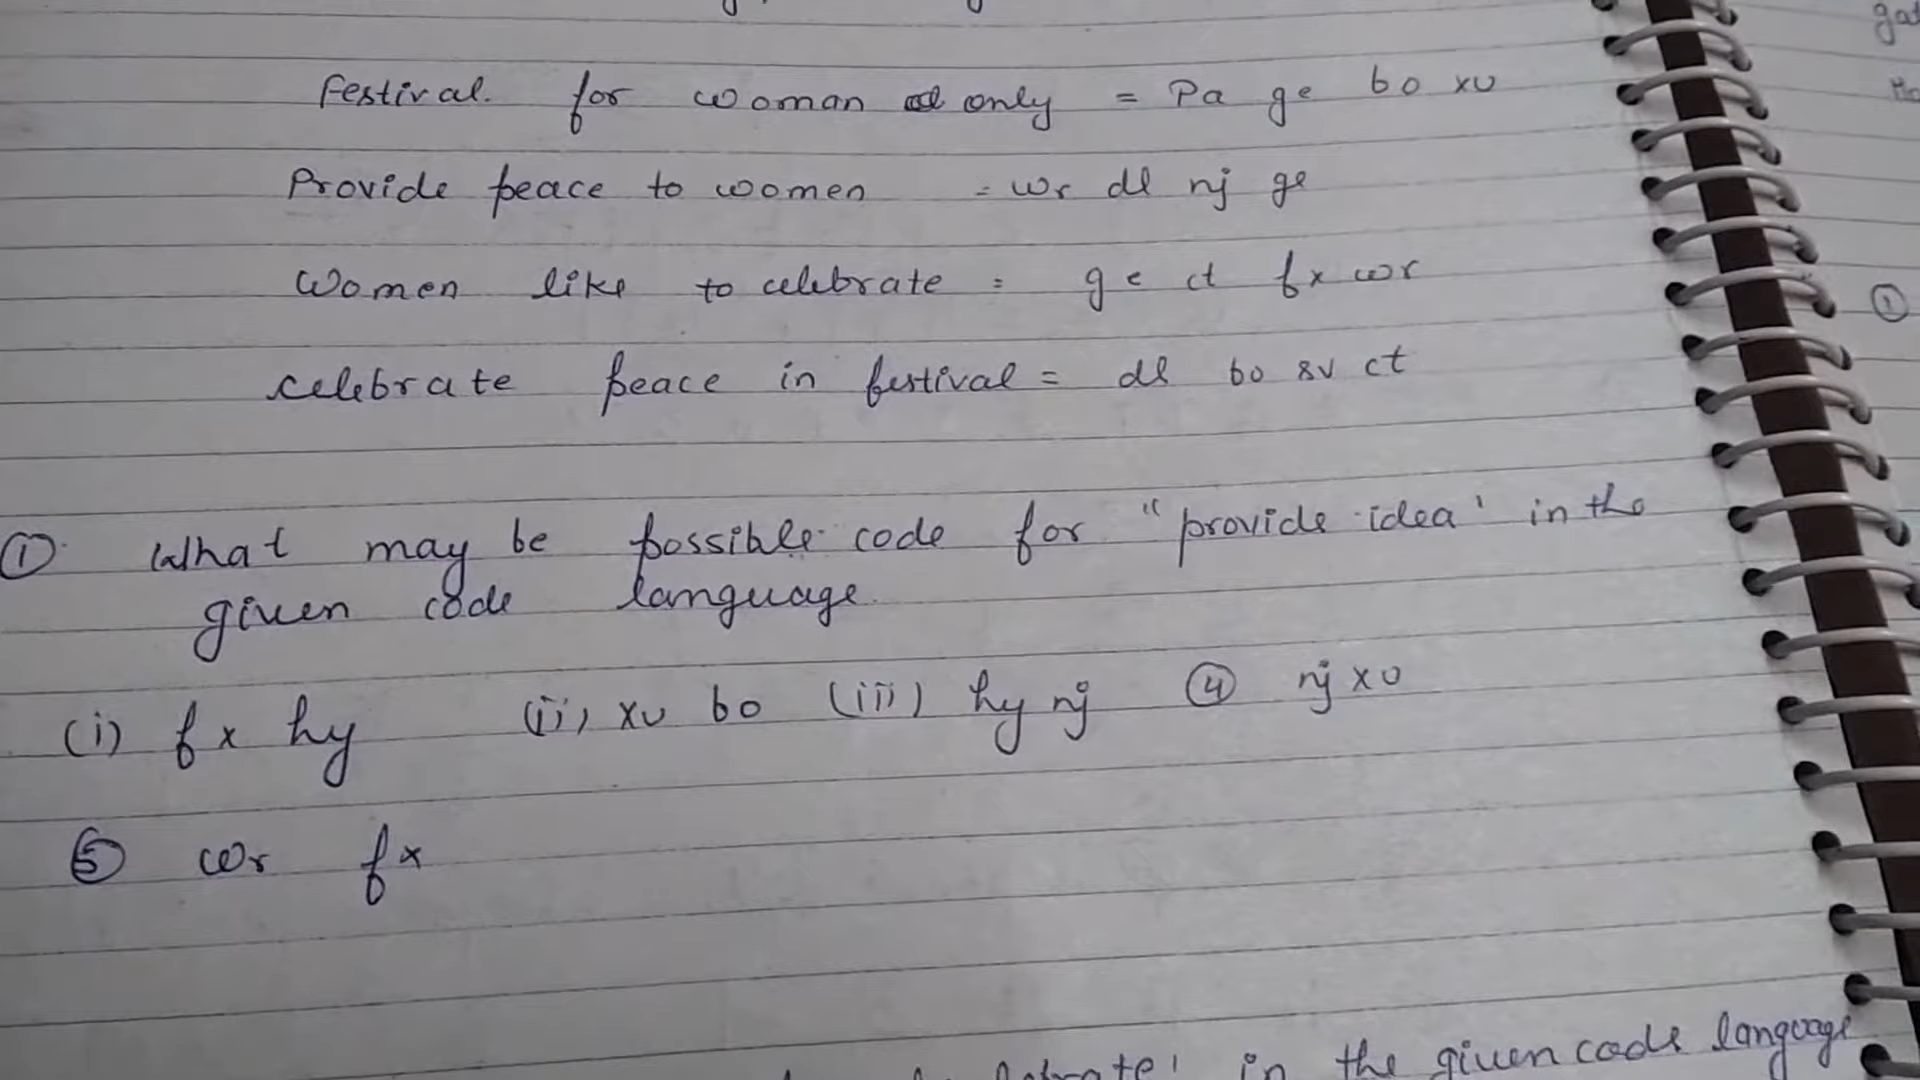 Festival. for woman only = Pa ge bo xu
Provide peace to women = wr dl nj ge
Women like to celebrate = ge ct fx wr
celebrate peace in festival = dl bo sv ct
① What may be possible code for "provide idea' in the
given code language.
(i) fx hy (ii) xu bo (iii) hy nj ④ nj xu
⑤ wr fx
in the given code language
①